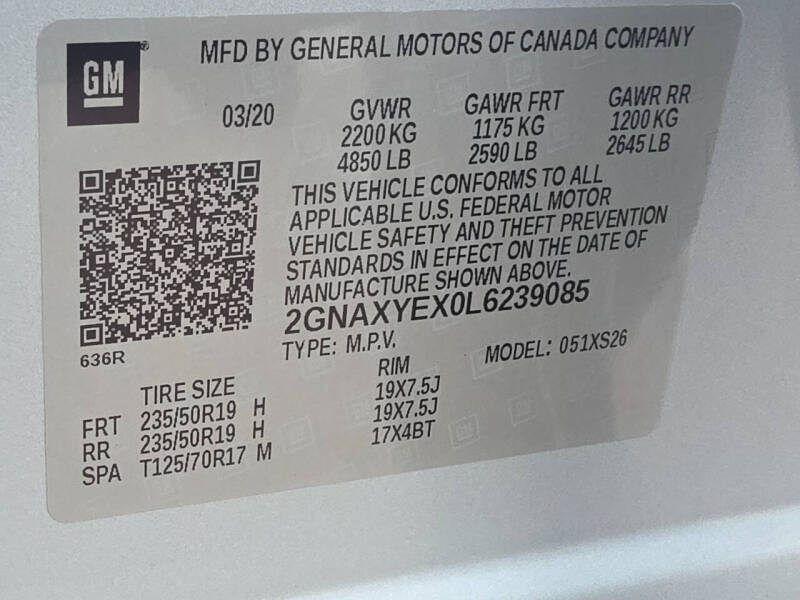 GM®
MFD BY GENERAL MOTORS OF CANADA COMPANY
03/20
GVWR GAWR FRT GAWR RR
2200 KG 1175 KG 1200 KG
4850 LB 2590 LB 2645 LB
THIS VEHICLE CONFORMS TO ALL
APPLICABLE U.S. FEDERAL MOTOR
VEHICLE SAFETY AND THEFT PREVENTION
STANDARDS IN EFFECT ON THE DATE OF
MANUFACTURE SHOWN ABOVE.
2GNAXYEX0L6239085
636R
TYPE: M.P.V. MODEL: 051XS26
TIRE SIZE RIM
FRT 235/50R19 H 19X7.5J
RR 235/50R19 H 19X7.5J
SPA T125/70R17 M 17X4BT